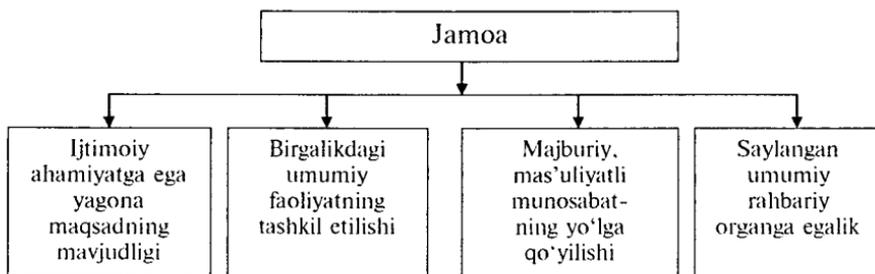 Jamoa
Ijtimoiy
ahamiyatga ega
yagona
maqsadning
mavjudligi
Birgalikdagi
umumiy
faoliyatning
tashkil etilishi
Majburiy,
mas'uliyatli
munosabat-
ning yo‘lga
qo‘yilishi
Saylangan
umumiy
rahbariy
organga egalik